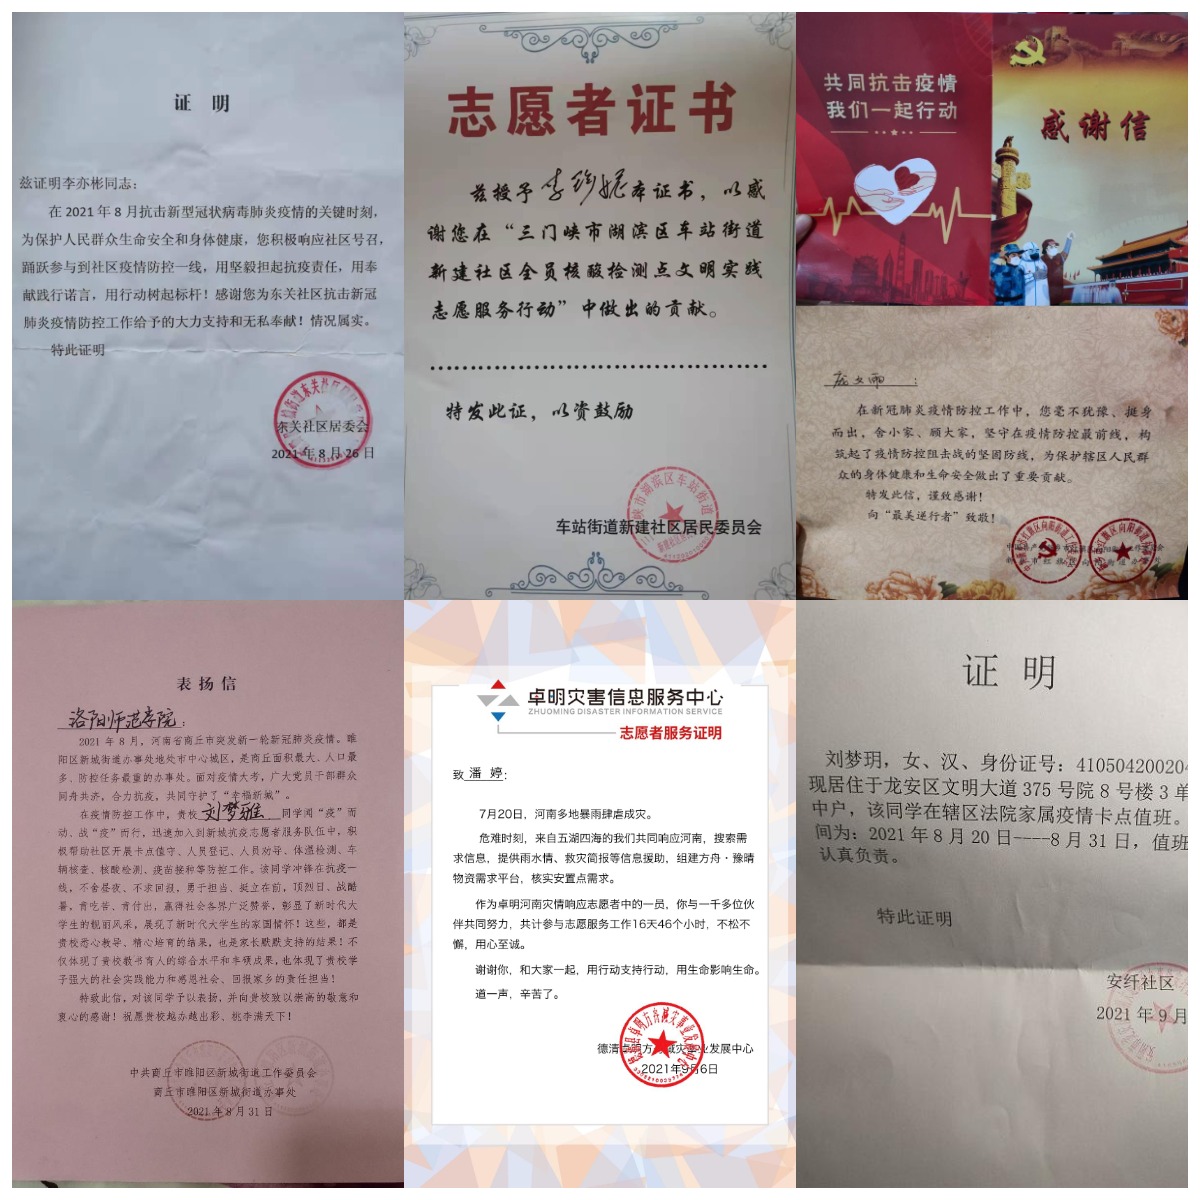 证 明
兹证明李亦彬同志：
在 2021 年 8 月抗击新型冠状病毒肺炎疫情的关键时刻，
为保护人民群众生命安全和身体健康，您积极响应社区号召，
踊跃参与到社区疫情防控一线，用坚毅担起抗疫责任，用奉
献践行诺言，用行动树起标杆！感谢您为东关社区抗击新冠
肺炎疫情防控工作给予的大力支持和无私奉献！情况属实。
特此证明
东关社区居委会
2021 年 8 月 26 日
志愿者证书
兹授予 李 本证书，以感
谢您在“三门峡市湖滨区车站街道
新建社区全员核酸检测点文明实践
志愿服务行动”中做出的贡献。
特发此证，以资鼓励
车站街道新建社区居民委员会
共同抗击疫情
我们一起行动
感谢信
庞文雨：
在新冠肺炎疫情防控工作中，您毫不犹豫、挺身
而出，舍小家、顾大家，坚守在疫情防控最前线，构
筑起了疫情防控阻击战的坚固防线，为保护辖区人民群
众的身体健康和生命安全做出了重要贡献。
特发此信，谨致感谢！
向“最美逆行者”致敬！
表扬信
洛阳师范学院：
2021 年 8 月，河南省商丘市突发新一轮新冠肺炎疫情。睢
阳区新城街道办事处地处市中心城区，是商丘面积最大、人口最
多、防控任务最重的办事处。面对疫情大考，广大党员干部群众
同舟共济，合力抗疫，共同守护了“幸福新城”。
在疫情防控工作中，贵校 刘梦雅 同学闻“疫”而
动、战“疫”而行，迅速加入到新城抗疫志愿者服务队伍中，积
极帮助社区开展卡点值守、人员登记、人员劝导、体温检测、车
辆核查、核酸检测、疫苗接种等防控工作。该同学冲锋在抗疫一
线，不舍昼夜、不求回报，勇于担当、挺立在前，顶烈日、战酷
暑，肯吃苦、肯付出，赢得社会各界广泛赞举，彰显了新时代大
学生的靓丽风采，展现了新时代大学生的家国情怀！这些，都是
贵校悉心教导、精心培育的结果，也是家长默默支持的结果！不
仅体现了贵校教书育人的综合水平和丰硕成果，也体现了贵校学
子强大的社会实践能力和感恩社会、回报家乡的责任担当！
特致此信，对该同学予以表扬，并向贵校致以崇高的敬意和
衷心的感谢！祝愿贵校越办越出彩、桃李满天下！
中共商丘市睢阳区新城街道工作委员会
商丘市睢阳区新城街道办事处
2021 年 8 月 31 日
卓明灾害信息服务中心
ZHUOMING DISASTER INFORMATION SERVICE
志愿者服务证明
致 潘 婷：
7月20日，河南多地暴雨肆虐成灾。
危难时刻，来自五湖四海的我们共同响应河南，搜索需
求信息，提供雨水情、救灾简报等信息援助，组建方舟·豫晴
物资需求平台，核实安置点需求。
作为卓明河南灾情响应志愿者中的一员，你与一千多位伙
伴共同努力，共计参与志愿服务工作16天46个小时，不松不
懈，用心至诚。
谢谢你，和大家一起，用行动支持行动，用生命影响生命。
道一声，辛苦了。
德清卓明方舟减灾事业发展中心
2021年9月6日
证 明
刘梦玥，女、汉、身份证号：410504200204
现居住于龙安区文明大道 375 号院 8 号楼 3 单
中户，该同学在辖区法院家属疫情卡点值班。
间为：2021 年 8 月 20 日----8 月 31 日，值班
认真负责。
特此证明
安纤社区
2021 年 9 月